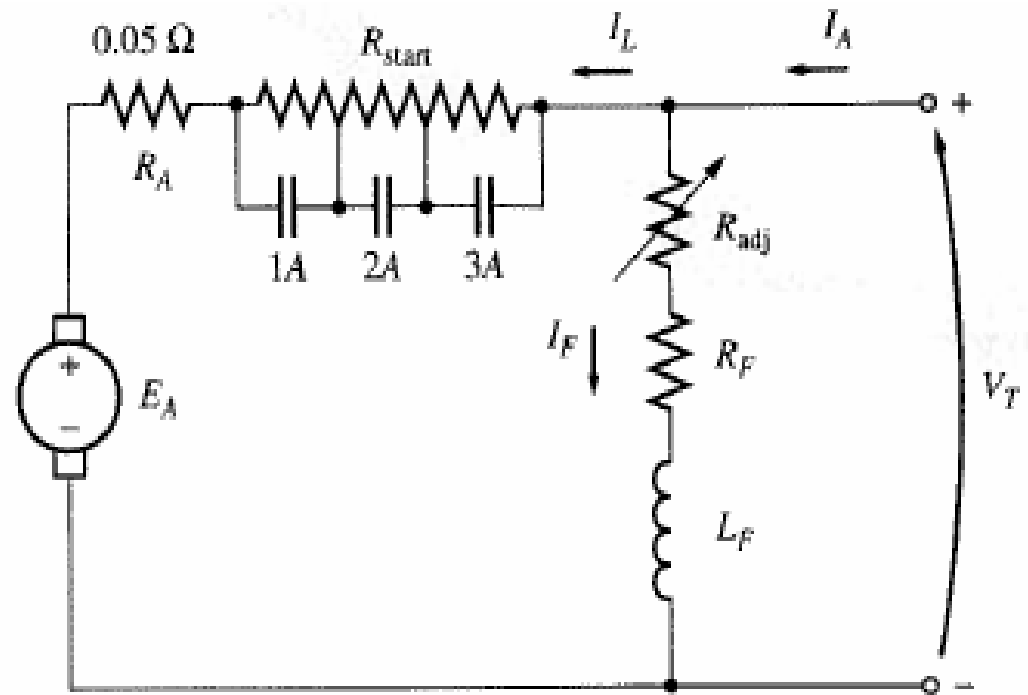 0.05 Ω
R_start
I_L
I_A
+
R_A
1A
2A
3A
R_adj
I_F
R_F
+
E_A
−
V_T
L_F
−